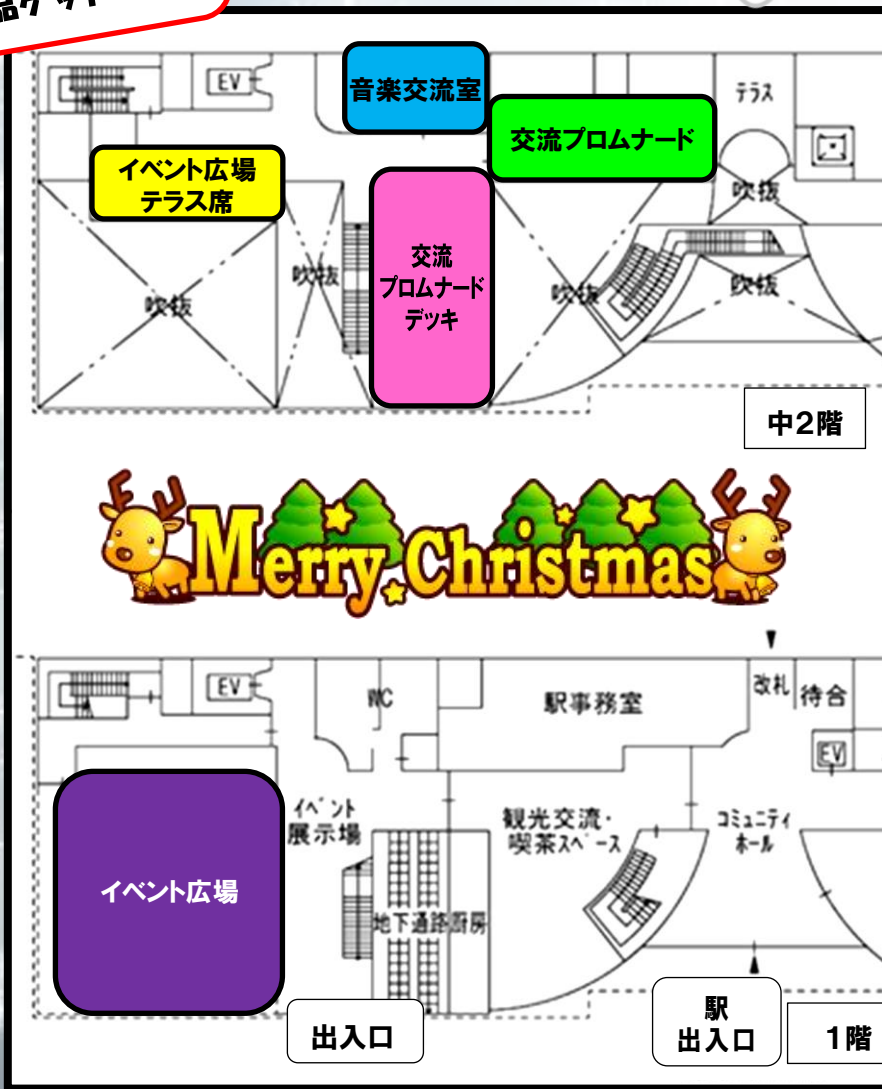 品ゲット
EV
音楽交流室
テラス
交流プロムナード
イベント広場
テラス席
吹抜
吹抜
交流
プロムナード
デッキ
吹抜
吹抜
吹抜
中2階
Merry Christmas
EV
WC
駅事務室
改札
待合
EV
イベント
展示場
観光交流・
喫茶スペース
コミュニティ
ホール
イベント広場
地下通路
厨房
出入口
駅
出入口
1階